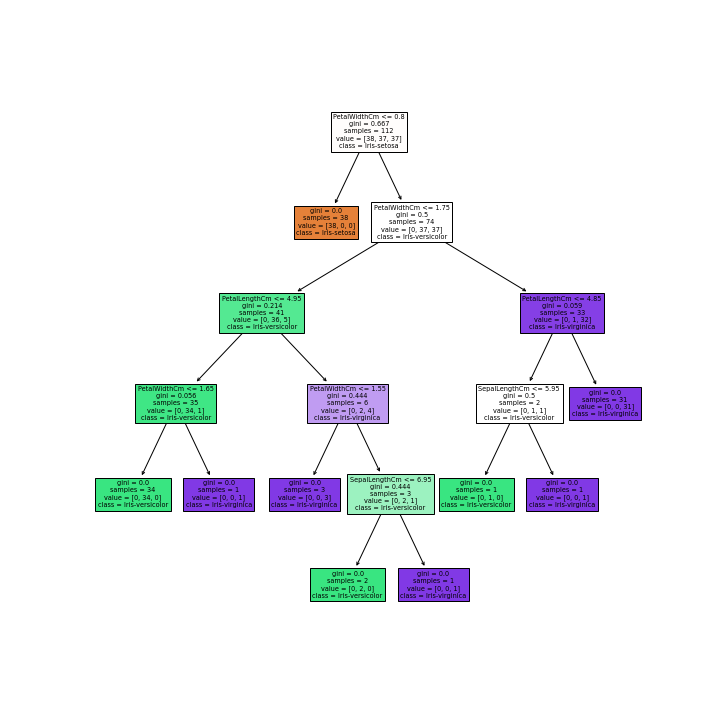 PetalWidthCm <= 0.8
gini = 0.667
samples = 112
value = [38, 37, 37]
class = Iris-setosa
gini = 0.0
samples = 38
value = [38, 0, 0]
class = Iris-setosa
PetalWidthCm <= 1.75
gini = 0.5
samples = 74
value = [0, 37, 37]
class = Iris-versicolor
PetalLengthCm <= 4.95
gini = 0.214
samples = 41
value = [0, 36, 5]
class = Iris-versicolor
PetalLengthCm <= 4.85
gini = 0.059
samples = 33
value = [0, 1, 32]
class = Iris-virginica
PetalWidthCm <= 1.65
gini = 0.056
samples = 35
value = [0, 34, 1]
class = Iris-versicolor
PetalWidthCm <= 1.55
gini = 0.444
samples = 6
value = [0, 2, 4]
class = Iris-virginica
SepalLengthCm <= 5.95
gini = 0.5
samples = 2
value = [0, 1, 1]
class = Iris-versicolor
gini = 0.0
samples = 31
value = [0, 0, 31]
class = Iris-virginica
gini = 0.0
samples = 34
value = [0, 34, 0]
class = Iris-versicolor
gini = 0.0
samples = 1
value = [0, 0, 1]
class = Iris-virginica
gini = 0.0
samples = 3
value = [0, 0, 3]
class = Iris-virginica
SepalLengthCm <= 6.95
gini = 0.444
samples = 3
value = [0, 2, 1]
class = Iris-versicolor
gini = 0.0
samples = 1
value = [0, 1, 0]
class = Iris-versicolor
gini = 0.0
samples = 1
value = [0, 0, 1]
class = Iris-virginica
gini = 0.0
samples = 2
value = [0, 2, 0]
class = Iris-versicolor
gini = 0.0
samples = 1
value = [0, 0, 1]
class = Iris-virginica